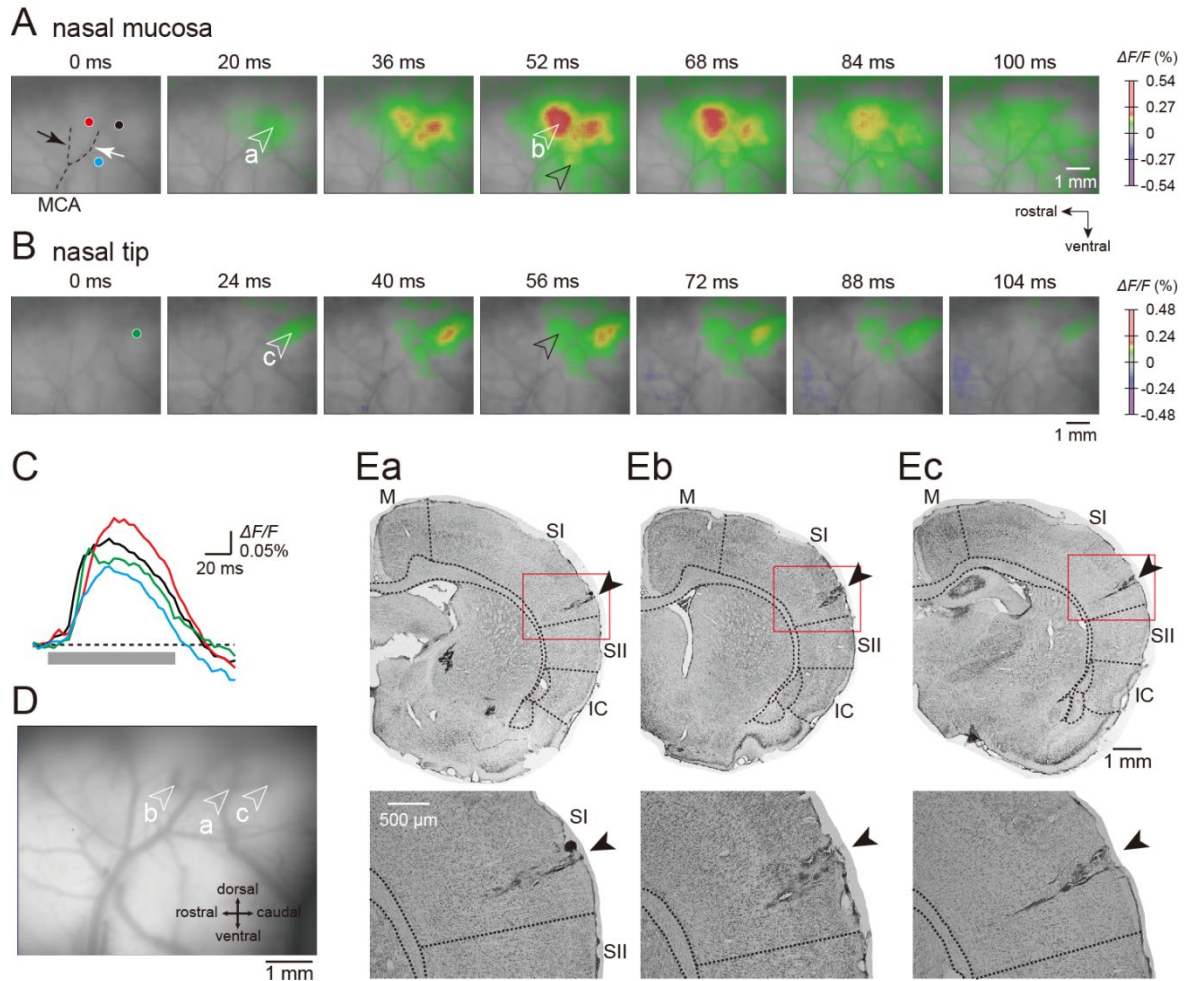 A nasal mucosa
0 ms 20 ms 36 ms 52 ms 68 ms 84 ms 100 ms
ΔF/F (%)
0.54
0.27
0
-0.27
-0.54
a
b
1 mm
MCA
rostral
ventral
B nasal tip
0 ms 24 ms 40 ms 56 ms 72 ms 88 ms 104 ms
ΔF/F (%)
0.48
0.24
0
-0.24
-0.48
c
1 mm
C
ΔF/F
0.05%
20 ms
D
b
a
c
dorsal
rostral caudal
ventral
1 mm
Ea
M
SI
SII
IC
Eb
M
SI
SII
IC
Ec
M
SI
SII
IC
1 mm
500 µm
SI
SII